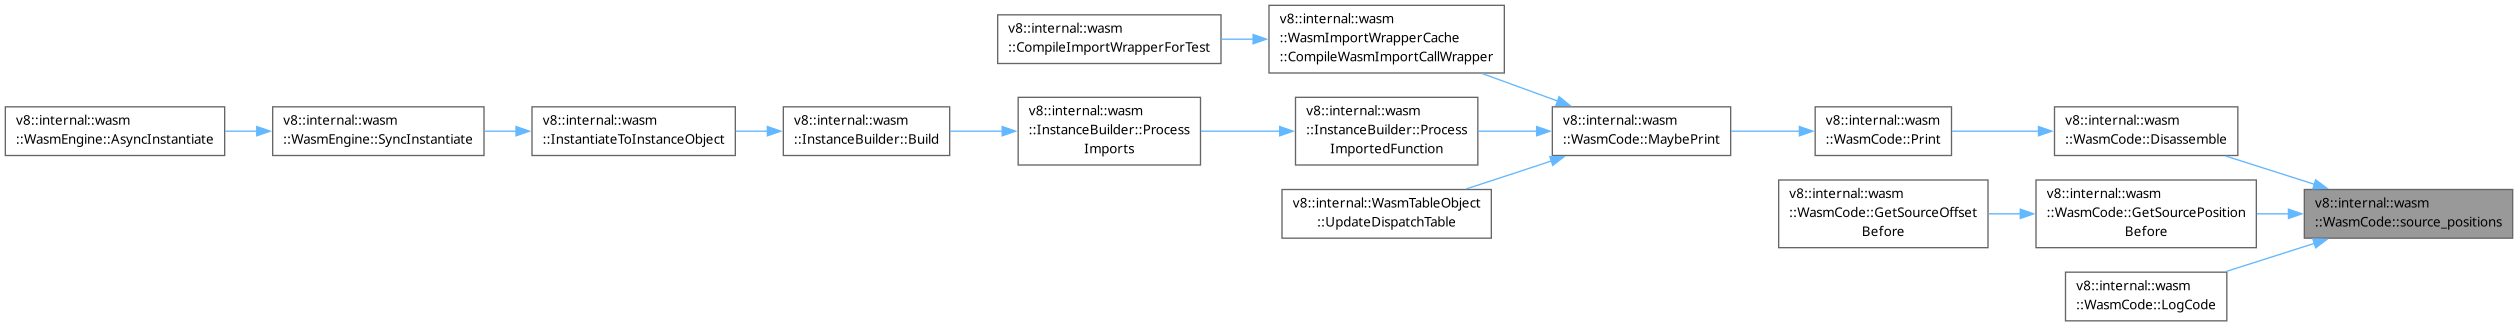 v8::internal::wasm
::CompileImportWrapperForTest
v8::internal::wasm
::WasmImportWrapperCache
::CompileWasmImportCallWrapper
v8::internal::wasm
::WasmEngine::AsyncInstantiate
v8::internal::wasm
::WasmEngine::SyncInstantiate
v8::internal::wasm
::InstantiateToInstanceObject
v8::internal::wasm
::InstanceBuilder::Build
v8::internal::wasm
::InstanceBuilder::Process
Imports
v8::internal::wasm
::InstanceBuilder::Process
ImportedFunction
v8::internal::wasm
::WasmCode::MaybePrint
v8::internal::wasm
::WasmCode::Print
v8::internal::wasm
::WasmCode::Disassemble
v8::internal::WasmTableObject
::UpdateDispatchTable
v8::internal::wasm
::WasmCode::GetSourceOffset
Before
v8::internal::wasm
::WasmCode::GetSourcePosition
Before
v8::internal::wasm
::WasmCode::source_positions
v8::internal::wasm
::WasmCode::LogCode